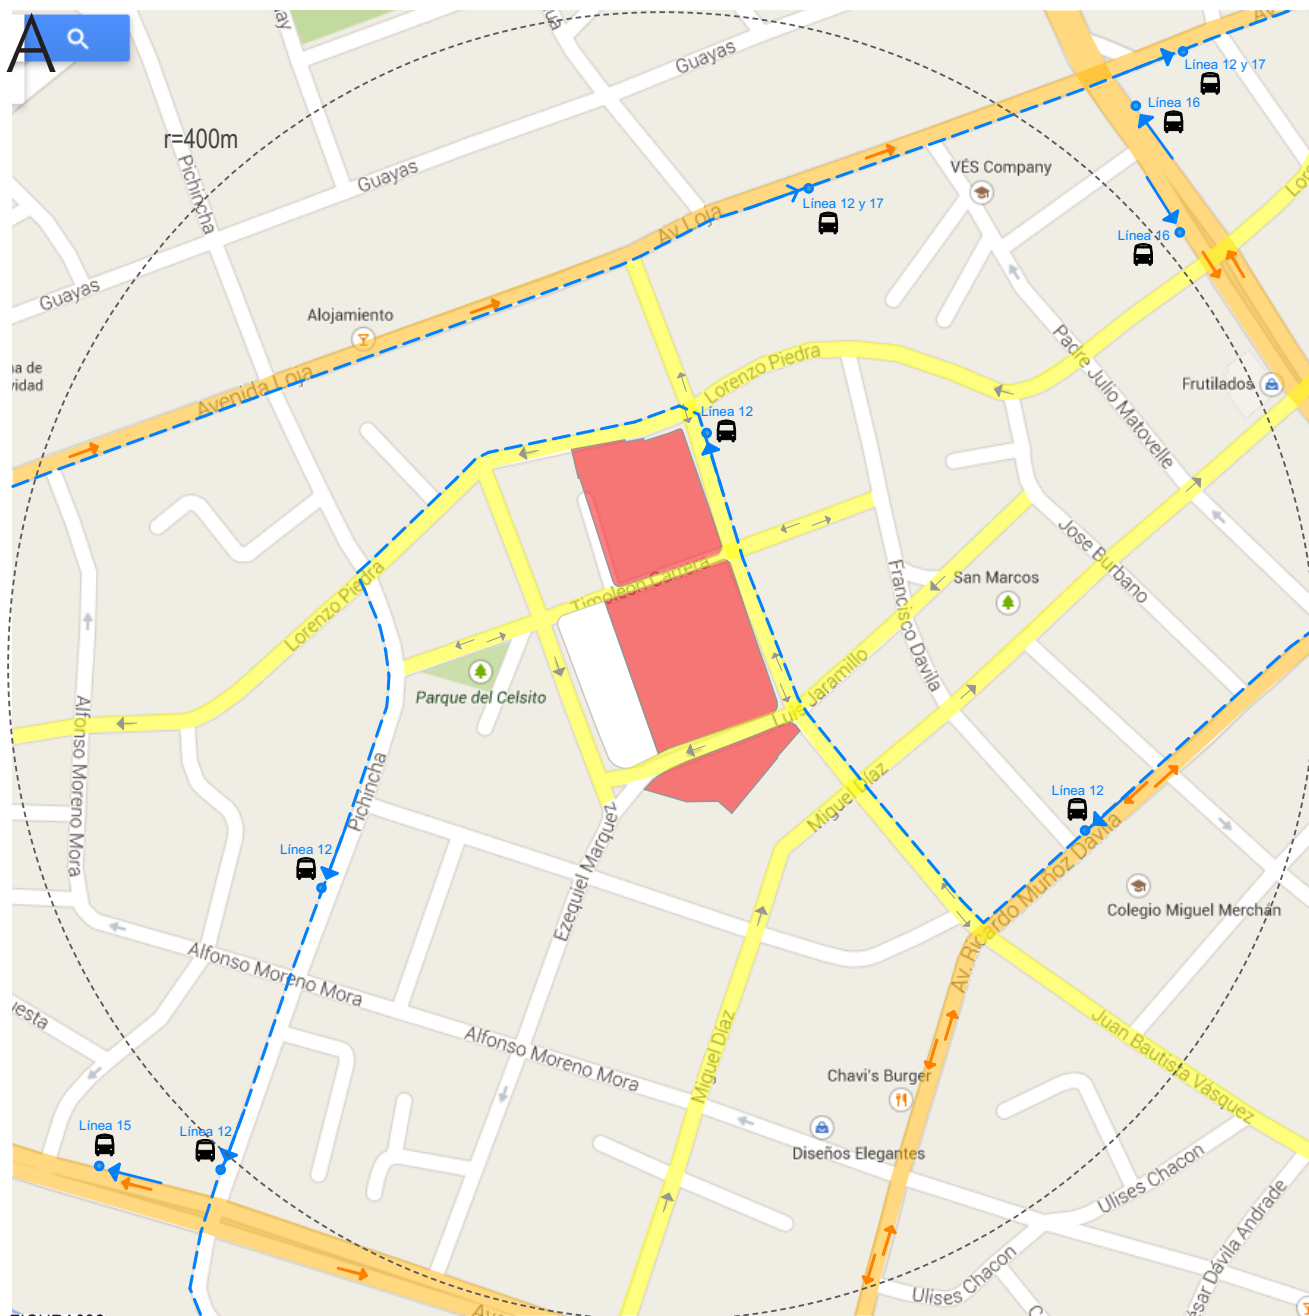 A
r=400m
Guayas
Línea 12 y 17
Línea 16
Pichincha
VÉS Company
Guayas
Línea 12 y 17
Av Loja
Línea 16
Guayas
Alojamiento
Padre Julio Matovelle
Lorenzo Piedra
Avenida Loja
Frutilados
Línea 12
Jose Burbano
San Marcos
Timoleon Carrera
Francisco Davila
Lorenzo Piedra
Luis Jaramillo
Parque del Celsito
Alfonso Moreno Mora
Pichincha
Miguel Díaz
Línea 12
Línea 12
Ezequiel Marquez
Av. Ricardo Muñoz Dávila
Colegio Miguel Merchán
Alfonso Moreno Mora
Alfonso Moreno Mora
Miguel Díaz
Juan Bautista Vásquez
Chavi's Burger
Línea 15
Línea 12
Diseños Elegantes
Ulises Chacon
Ulises Chacon